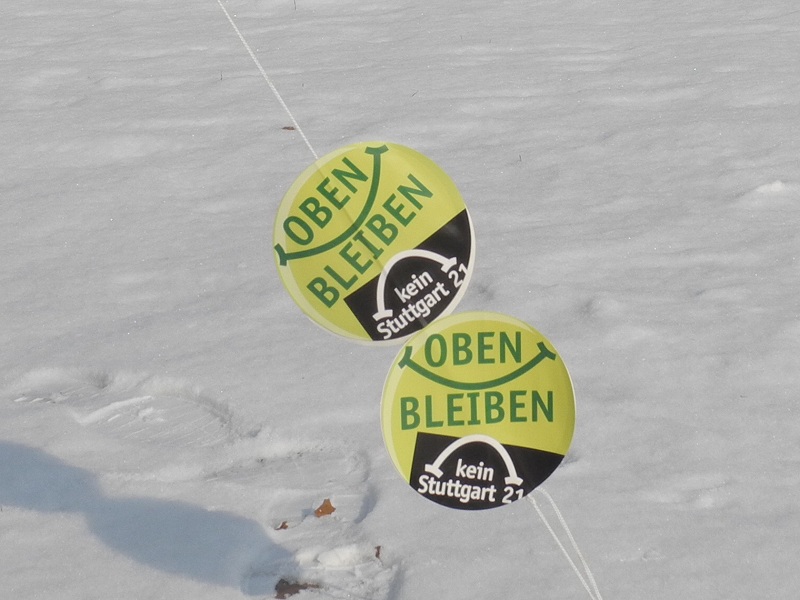 OBEN
BLEIBEN
kein
Stuttgart 21
OBEN
BLEIBEN
kein
Stuttgart 21